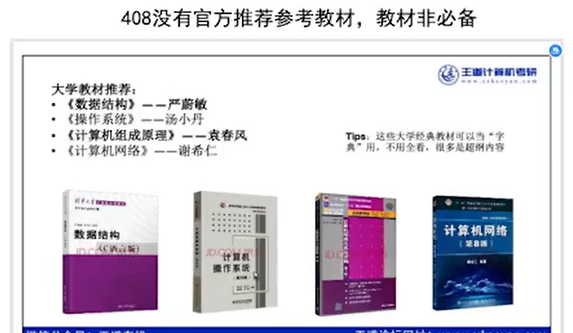 408没有官方推荐参考教材，教材非必备
王道计算机考研
大学教材推荐：
• 《数据结构》——严蔚敏
• 《操作系统》——汤小丹
• 《计算机组成原理》——袁春风
• 《计算机网络》——谢希仁
Tips：这些大学经典教材可以当“字
典”用，不用全看，很多是超纲内容
数据结构
（C语言版）
计算机
操作系统
计算机网络
（第8版）